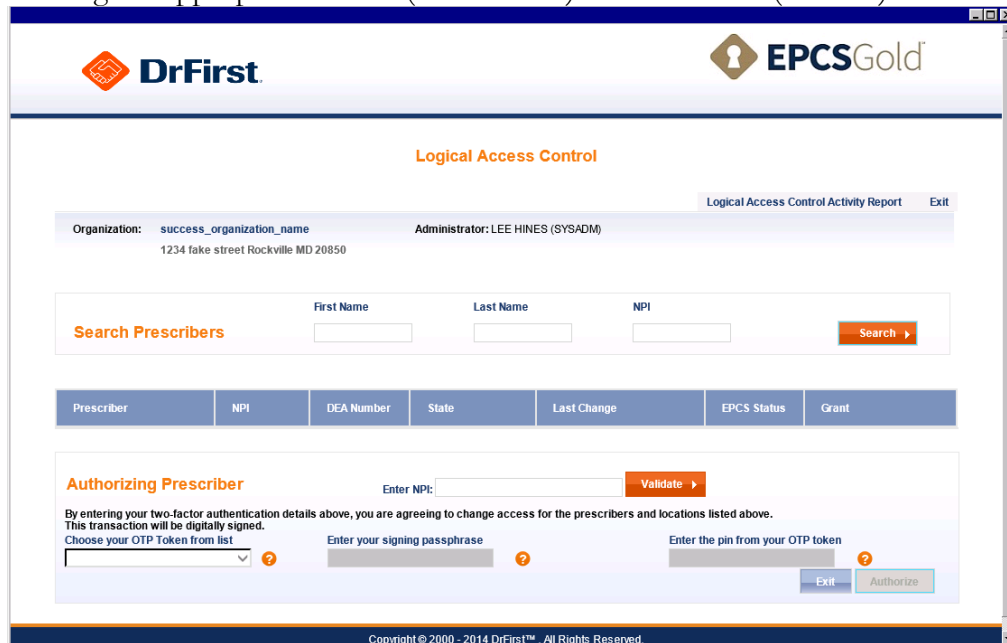 DrFirst.
EPCSGold™
Logical Access Control
Logical Access Control Activity Report Exit
Organization: success_organization_name Administrator: LEE HINES (SYSADM)
1234 fake street Rockville MD 20850
First Name Last Name NPI
Search Prescribers Search
Prescriber NPI DEA Number State Last Change EPCS Status Grant
Authorizing Prescriber Enter NPI: Validate
By entering your two-factor authentication details above, you are agreeing to change access for the prescribers and locations listed above.
This transaction will be digitally signed.
Choose your OTP Token from list Enter your signing passphrase Enter the pin from your OTP token
? ? ?
Exit Authorize
Copyright © 2000 - 2014 DrFirst™ . All Rights Reserved.